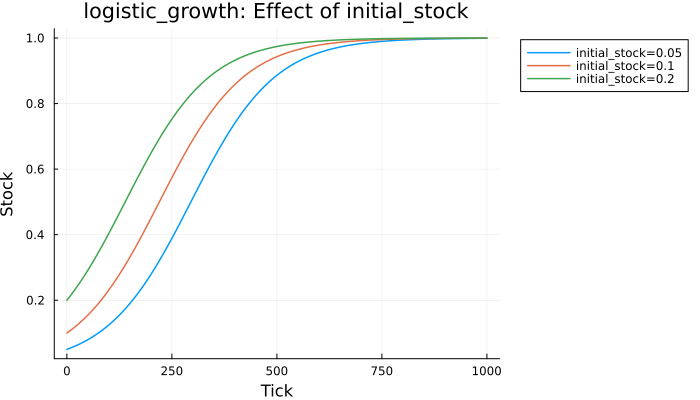 logistic_growth: Effect of initial_stock
initial_stock=0.05
initial_stock=0.1
initial_stock=0.2
Stock
1.0
0.8
0.6
0.4
0.2
0 250 500 750 1000
Tick